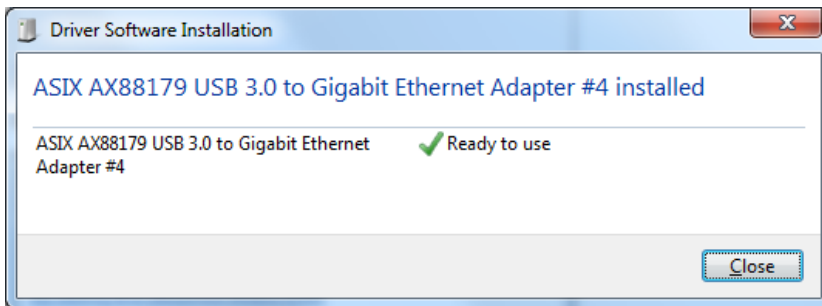 Driver Software Installation
ASIX AX88179 USB 3.0 to Gigabit Ethernet Adapter #4 installed
ASIX AX88179 USB 3.0 to Gigabit Ethernet Ready to use
Adapter #4
Close